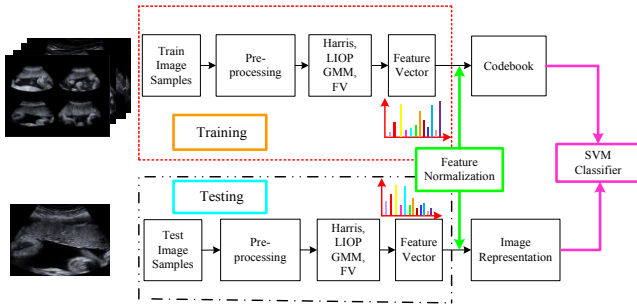 Train
Image
Samples
Pre-
processing
Harris,
LIOP
GMM,
FV
Feature
Vector
Codebook
Training
Feature
Normalization
SVM
Classifier
Testing
Test
Image
Samples
Pre-
processing
Harris,
LIOP
GMM,
FV
Feature
Vector
Image
Representation